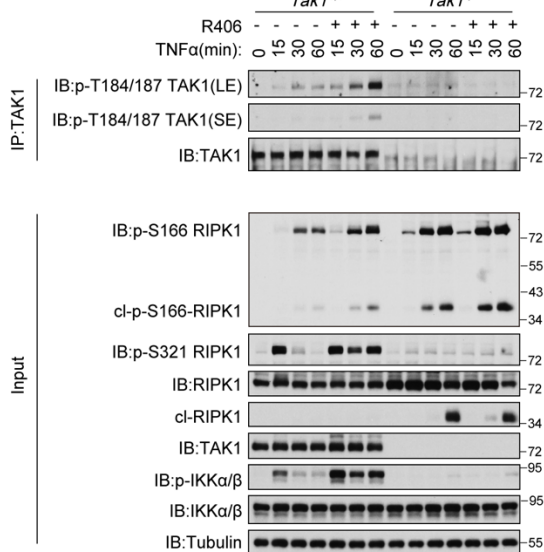 R406 - - - - + + + - - - - + + +
TNFα(min): 0 15 30 60 15 30 60 0 15 30 60 15 30 60
IP:TAK1
IB:p-T184/187 TAK1(LE) -72
IB:p-T184/187 TAK1(SE) -72
IB:TAK1 -72
Input
IB:p-S166 RIPK1 -72
-55
-43
cl-p-S166-RIPK1 -34
IB:p-S321 RIPK1 -72
IB:RIPK1 -72
cl-RIPK1 -34
IB:TAK1 -72
IB:p-IKKα/β -95
IB:IKKα/β -95
IB:Tubulin -55